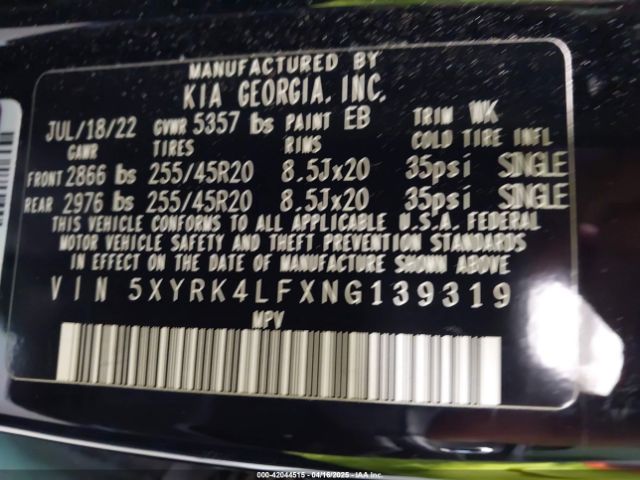 MANUFACTURED BY
KIA GEORGIA, INC.
JUL/18/22 GVWR 5357 lbs PAINT EB TRIM WK
GAWR TIRES RIMS COLD TIRE INFL
FRONT 2866 lbs 255/45R20 8.5Jx20 35psi SINGLE
REAR 2976 lbs 255/45R20 8.5Jx20 35psi SINGLE
THIS VEHICLE CONFORMS TO ALL APPLICABLE U.S.A. FEDERAL
MOTOR VEHICLE SAFETY AND THEFT PREVENTION STANDARDS
IN EFFECT ON THE DATE OF MANUFACTURE SHOWN ABOVE
VIN 5XYRK4LFXNG139319
MPV
000-42044515 - 04/16/2025 - IAA Inc.